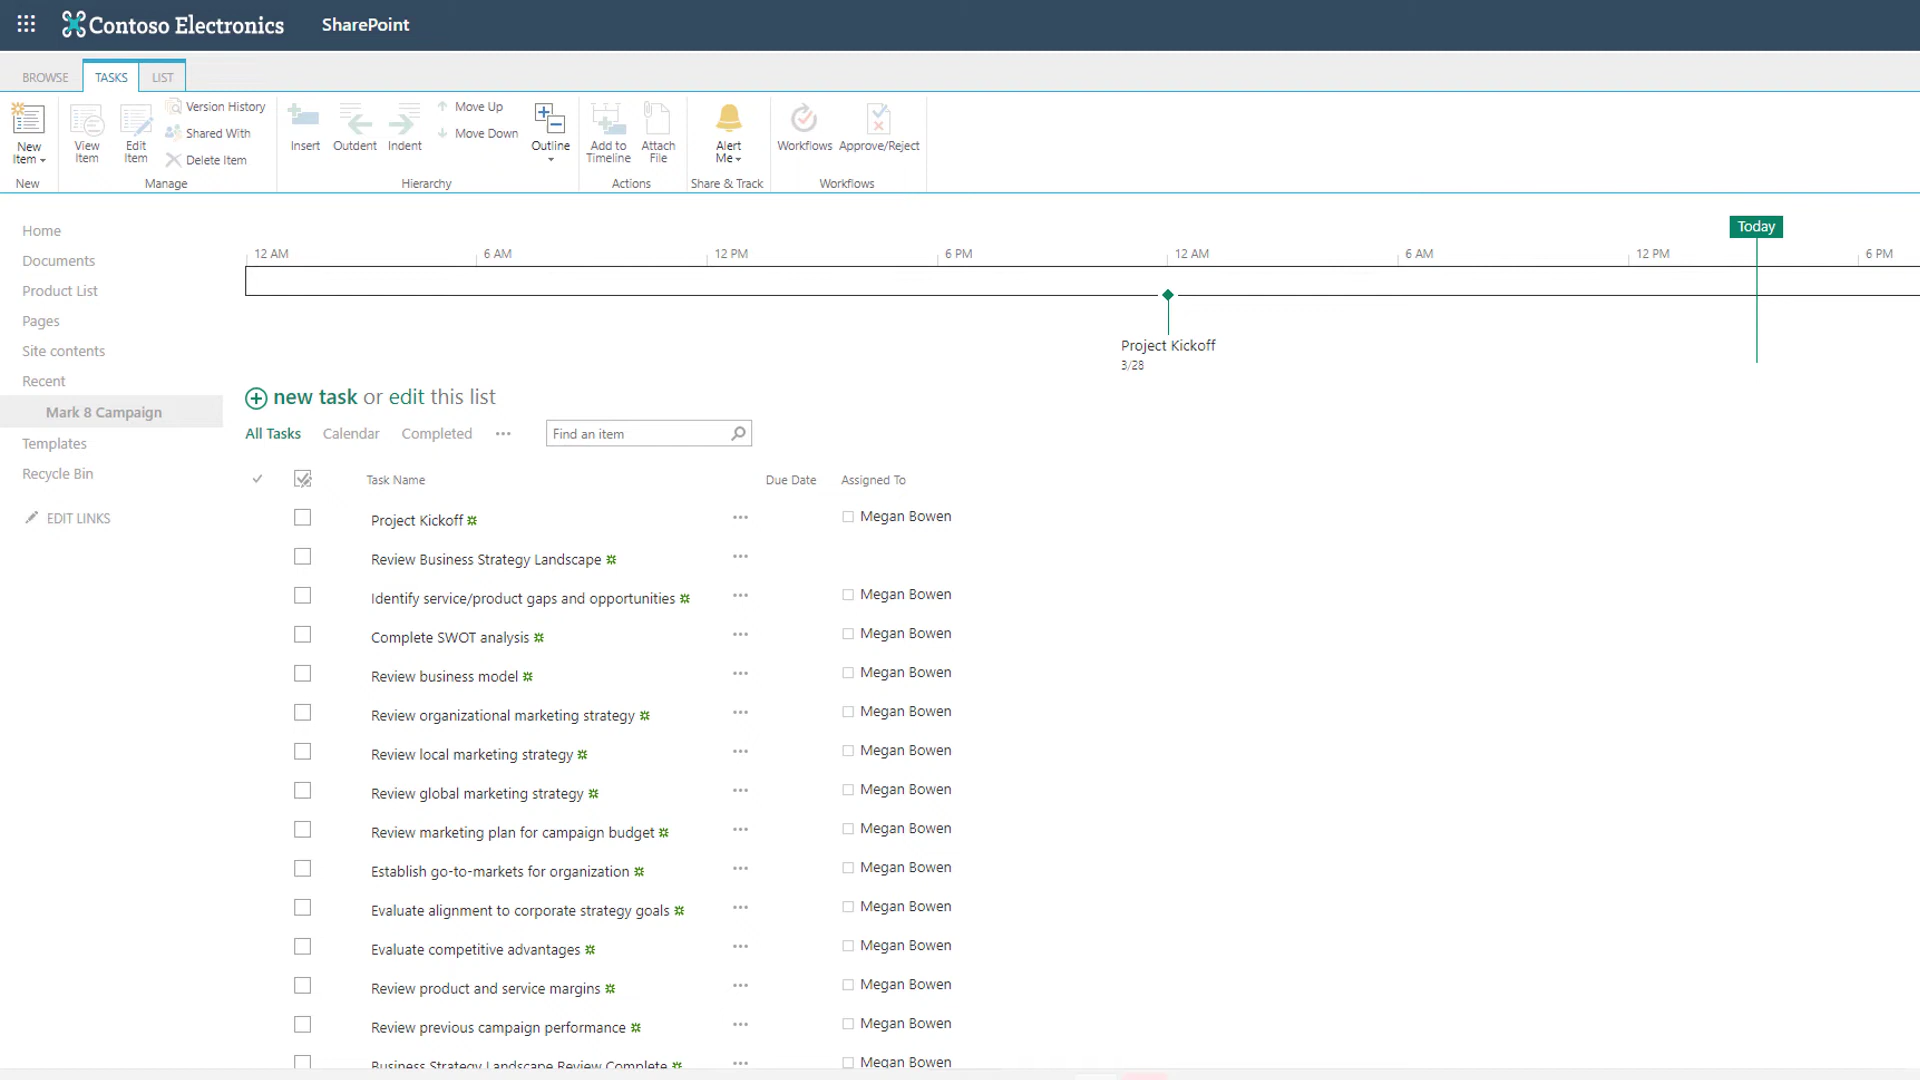 Contoso Electronics SharePoint
BROWSE TASKS LIST
New Item
View Item
Edit Item
Version History
Shared With
Delete Item
Insert
Outdent
Indent
Move Up
Move Down
Outline
Add to Timeline
Attach File
Alert Me
Workflows
Approve/Reject
New Manage Hierarchy Actions Share & Track Workflows
Home
Documents
Product List
Pages
Site contents
Recent
Mark 8 Campaign
Templates
Recycle Bin
EDIT LINKS
Today
12 AM 6 AM 12 PM 6 PM 12 AM 6 AM 12 PM 6 PM
Project Kickoff
3/28
new task or edit this list
All Tasks Calendar Completed ... Find an item
Task Name Due Date Assigned To
Project Kickoff ... Megan Bowen
Review Business Strategy Landscape ...
Identify service/product gaps and opportunities ... Megan Bowen
Complete SWOT analysis ... Megan Bowen
Review business model ... Megan Bowen
Review organizational marketing strategy ... Megan Bowen
Review local marketing strategy ... Megan Bowen
Review global marketing strategy ... Megan Bowen
Review marketing plan for campaign budget ... Megan Bowen
Establish go-to-markets for organization ... Megan Bowen
Evaluate alignment to corporate strategy goals ... Megan Bowen
Evaluate competitive advantages ... Megan Bowen
Review product and service margins ... Megan Bowen
Review previous campaign performance ... Megan Bowen
Business Strategy Landscape Review Complete ... Megan Bowen